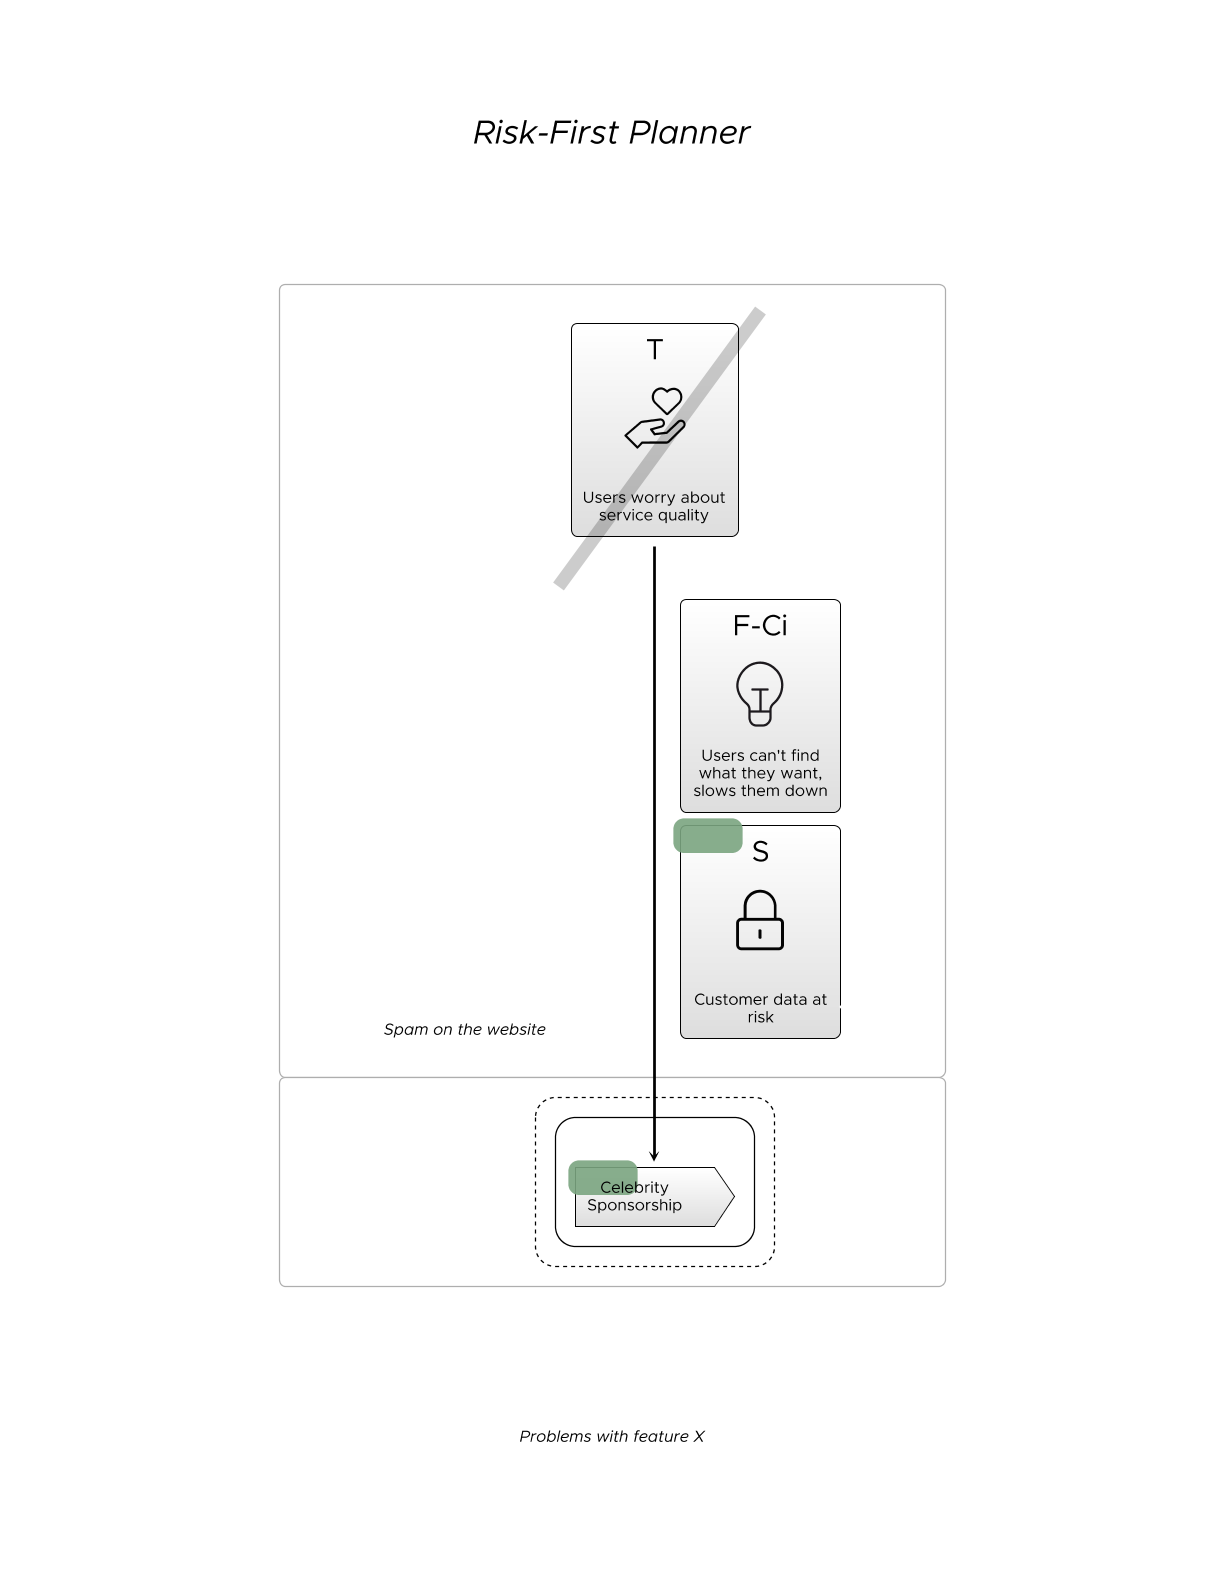 Risk-First Planner
T
Users worry about
service quality
F-Ci
Users can't find
what they want,
slows them down
S
Customer data at
risk
Spam on the website
Celebrity
Sponsorship
Problems with feature X